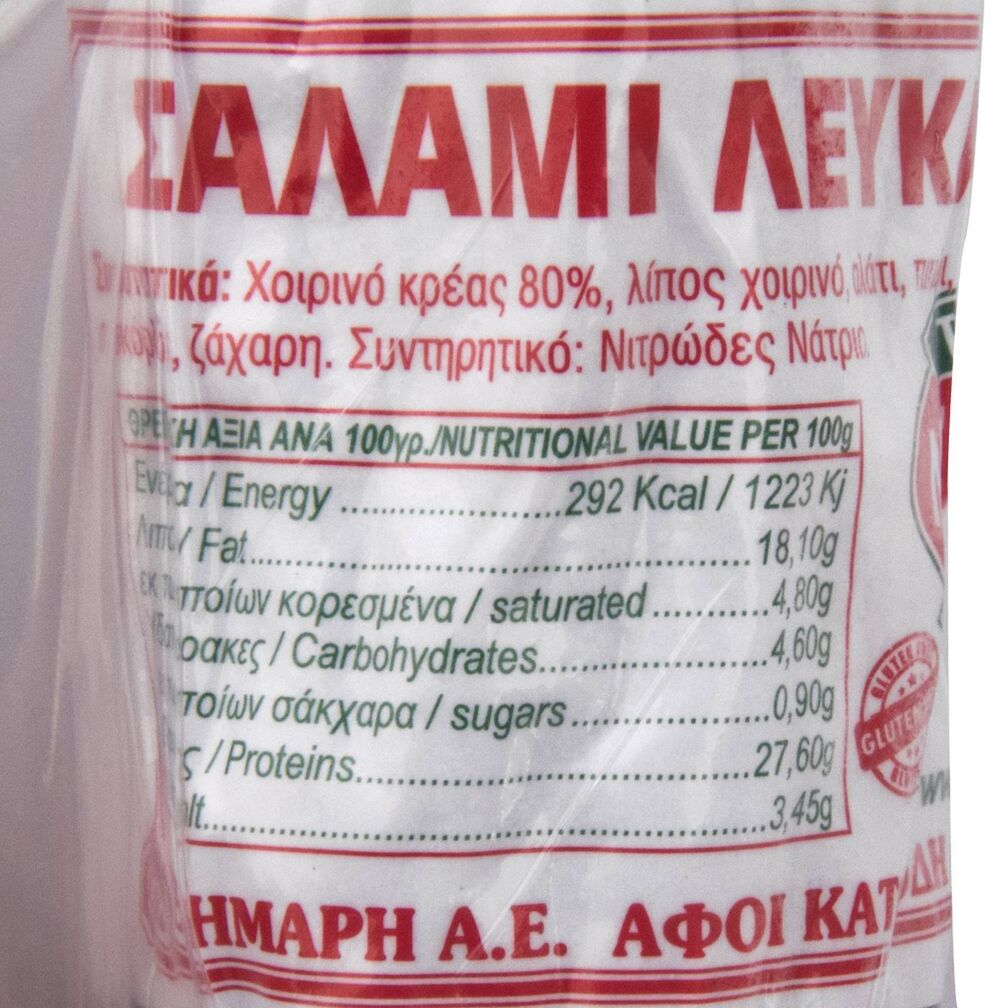 ΣΑΛΑΜΙ ΛΕΥΚ
Χοιρινό κρέας 80%, λίπος χοιρινό, αλάτι,
ζάχαρη. Συντηρητικό: Νιτρώδες Νάτριο.
ΑΞΙΑ ΑΝΑ 100γρ./NUTRITIONAL VALUE PER 100g
/ Energy ......................292 Kcal / 1223 Kj
/ Fat..................................................18,10g
κορεσμένα / saturated ............4,80g
/ Carbohydrates.......................4,60g
σάκχαρα / sugars ....................0,90g
/ Proteins.......................................27,60g
3,45g
ΗΜΑΡΗ Α.Ε. ΑΦΟΙ ΚΑΤ
GLUTEN